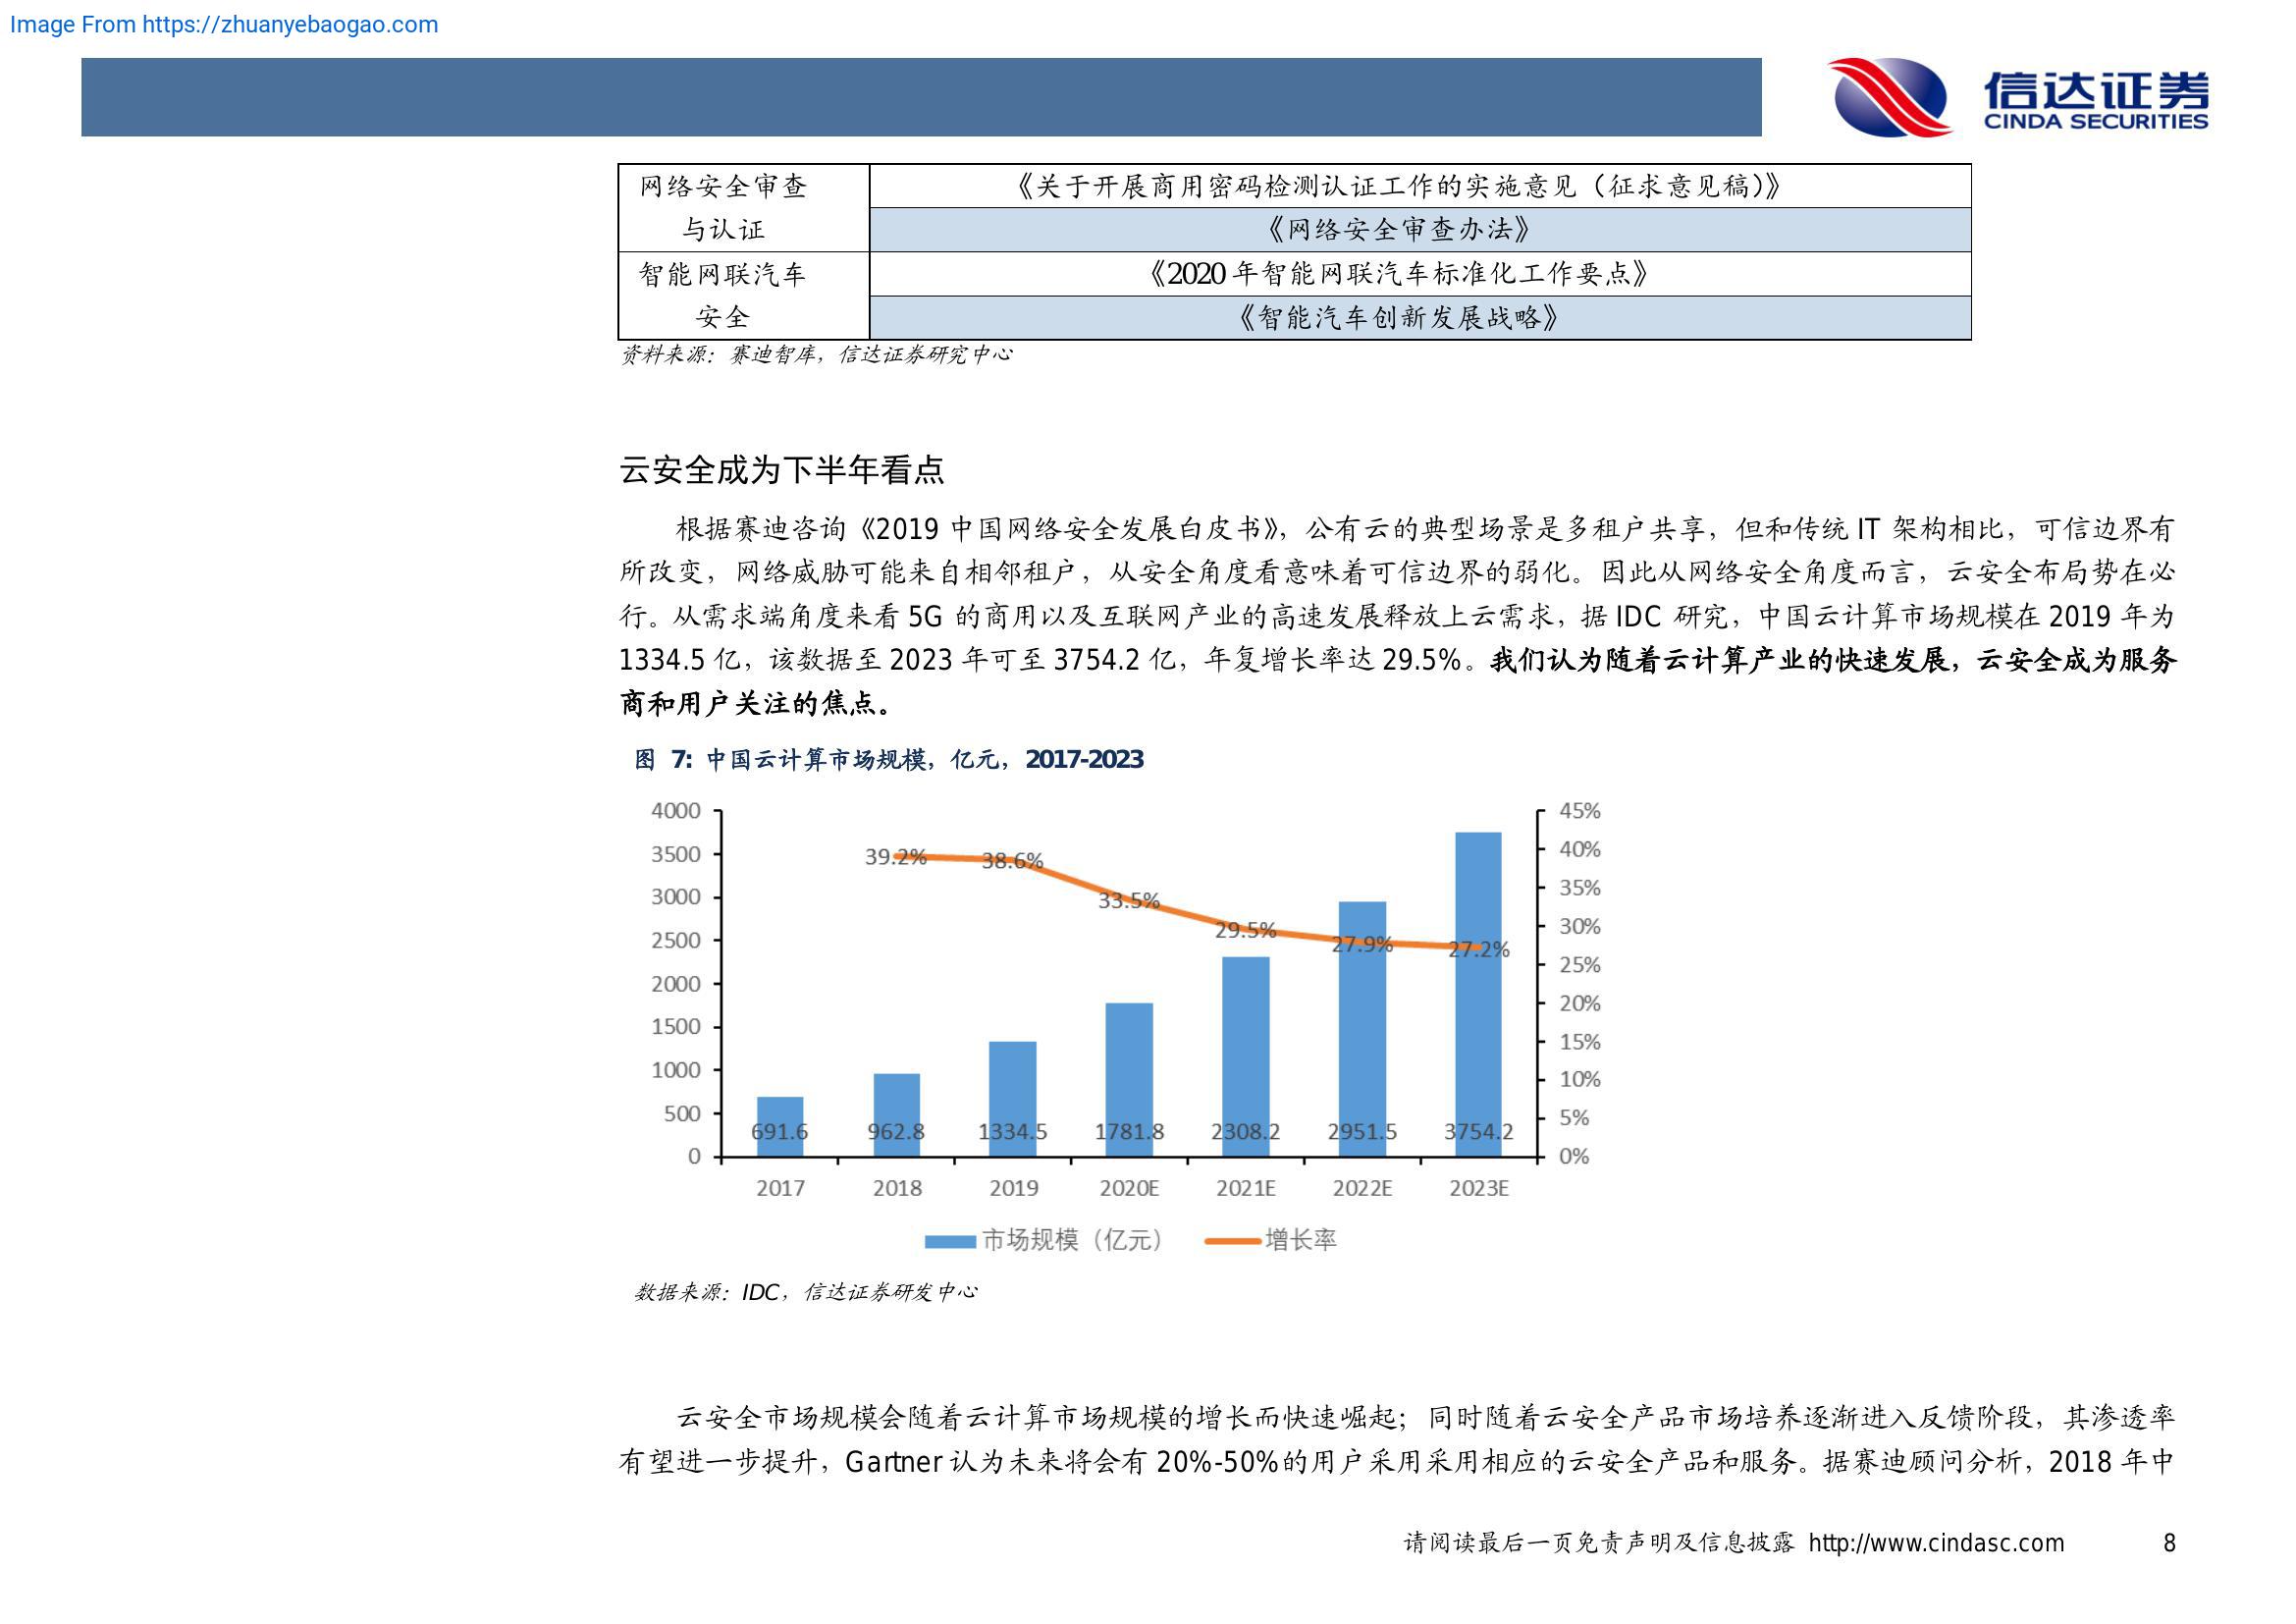 Image From https://zhuanyebaogao.com
信达证券
CINDA SECURITIES
网络安全审查
与认证
《关于开展商用密码检测认证工作的实施意见（征求意见稿）》
《网络安全审查办法》
智能网联汽车
安全
《2020 年智能网联汽车标准化工作要点》
《智能汽车创新发展战略》
资料来源：赛迪智库，信达证券研究中心
云安全成为下半年看点
根据赛迪咨询《2019 中国网络安全发展白皮书》，公有云的典型场景是多租户共享，但和传统 IT 架构相比，可信边界有
所改变，网络威胁可能来自相邻租户，从安全角度看意味着可信边界的弱化。因此从网络安全角度而言，云安全布局势在必
行。从需求端角度来看 5G 的商用以及互联网产业的高速发展释放上云需求，据 IDC 研究，中国云计算市场规模在 2019 年为
1334.5 亿，该数据至 2023 年可至 3754.2 亿，年复增长率达 29.5%。我们认为随着云计算产业的快速发展，云安全成为服务
商和用户关注的焦点。
图 7: 中国云计算市场规模，亿元，2017-2023
4000
3500
3000
2500
2000
1500
1000
500
0
45%
40%
35%
30%
25%
20%
15%
10%
5%
0%
39.2%
38.6%
33.5%
29.5%
27.9%
27.2%
691.6
962.8
1334.5
1781.8
2308.2
2951.5
3754.2
2017
2018
2019
2020E
2021E
2022E
2023E
市场规模（亿元）
增长率
数据来源：IDC，信达证券研发中心
云安全市场规模会随着云计算市场规模的增长而快速崛起；同时随着云安全产品市场培养逐渐进入反馈阶段，其渗透率
有望进一步提升，Gartner 认为未来将会有 20%-50%的用户采用采用相应的云安全产品和服务。据赛迪顾问分析，2018 年中
请阅读最后一页免责声明及信息披露 http://www.cindasc.com 8